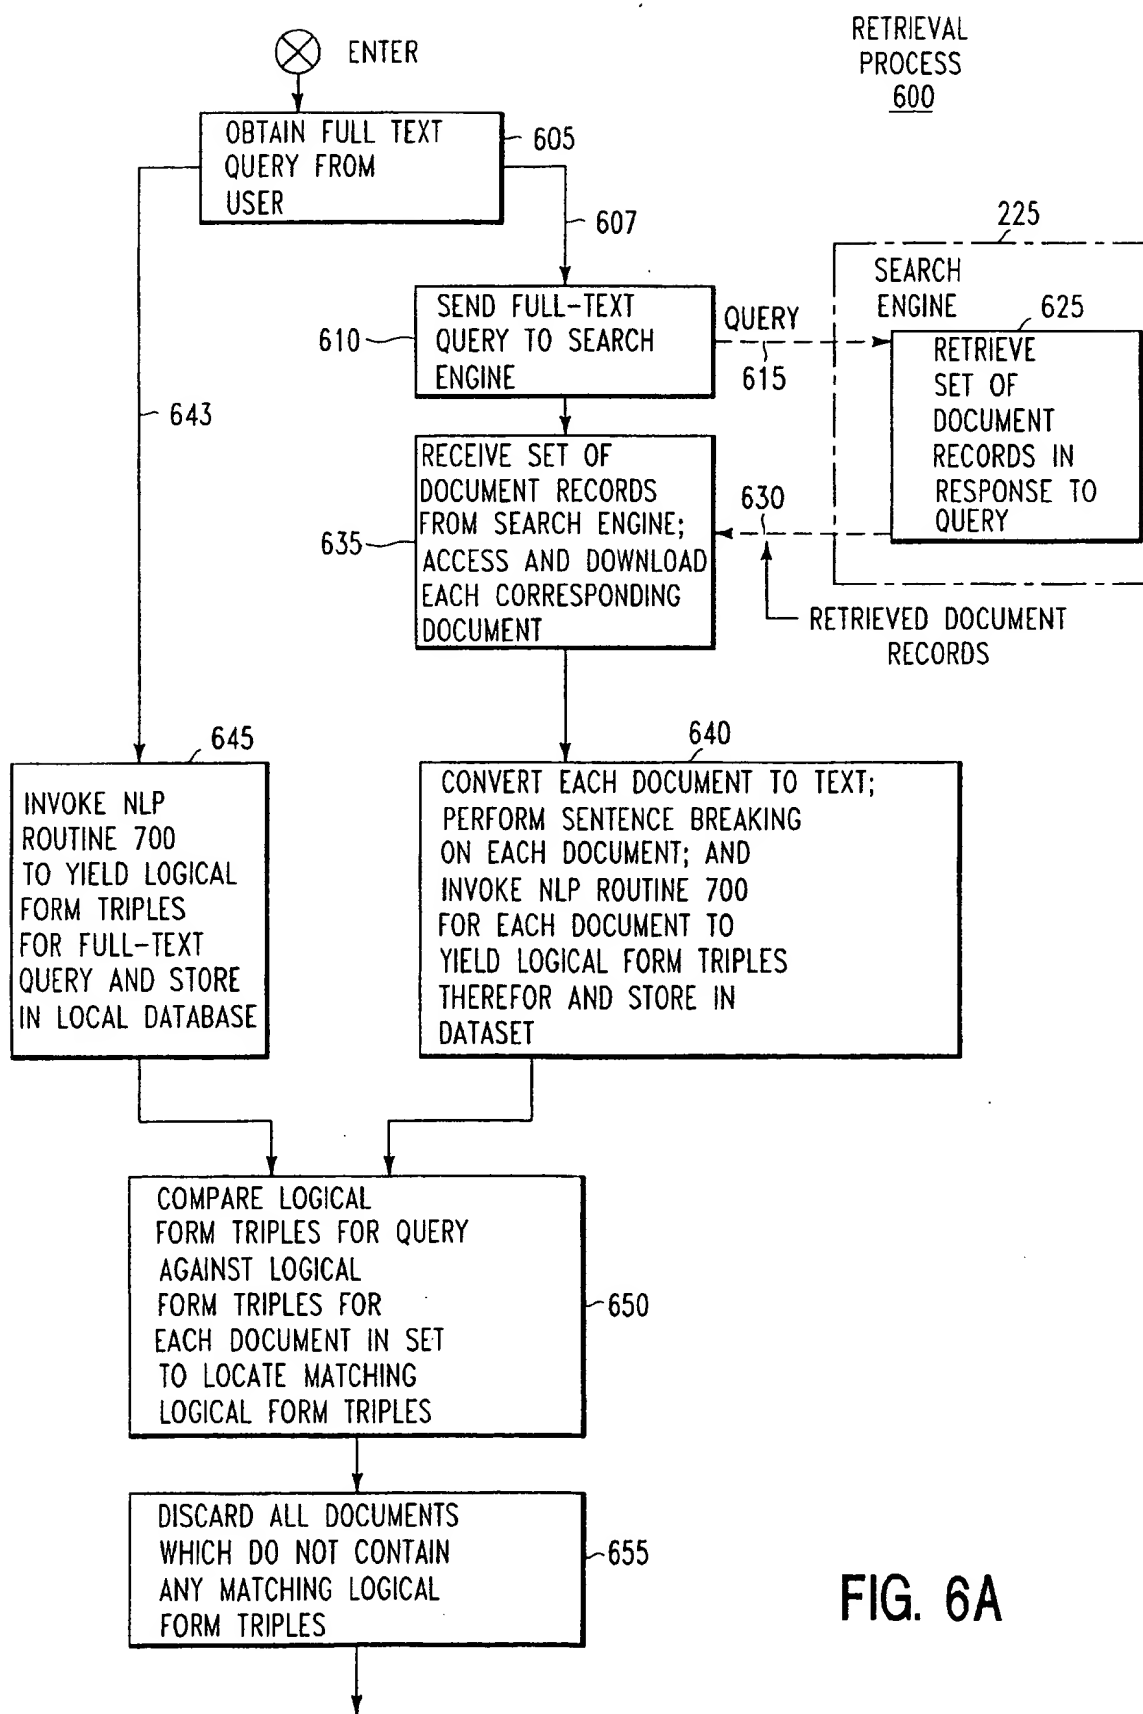 RETRIEVAL
PROCESS
600
ENTER
OBTAIN FULL TEXT
QUERY FROM
USER
605
607
643
225
SEARCH
ENGINE
SEND FULL-TEXT
QUERY TO SEARCH
ENGINE
610
QUERY
615
625
RETRIEVE
SET OF
DOCUMENT
RECORDS IN
RESPONSE TO
QUERY
RECEIVE SET OF
DOCUMENT RECORDS
FROM SEARCH ENGINE;
ACCESS AND DOWNLOAD
EACH CORRESPONDING
DOCUMENT
635
630
RETRIEVED DOCUMENT
RECORDS
645
INVOKE NLP
ROUTINE 700
TO YIELD LOGICAL
FORM TRIPLES
FOR FULL-TEXT
QUERY AND STORE
IN LOCAL DATABASE
640
CONVERT EACH DOCUMENT TO TEXT;
PERFORM SENTENCE BREAKING
ON EACH DOCUMENT; AND
INVOKE NLP ROUTINE 700
FOR EACH DOCUMENT TO
YIELD LOGICAL FORM TRIPLES
THEREFOR AND STORE IN
DATASET
COMPARE LOGICAL
FORM TRIPLES FOR QUERY
AGAINST LOGICAL
FORM TRIPLES FOR
EACH DOCUMENT IN SET
TO LOCATE MATCHING
LOGICAL FORM TRIPLES
650
DISCARD ALL DOCUMENTS
WHICH DO NOT CONTAIN
ANY MATCHING LOGICAL
FORM TRIPLES
655
FIG. 6A